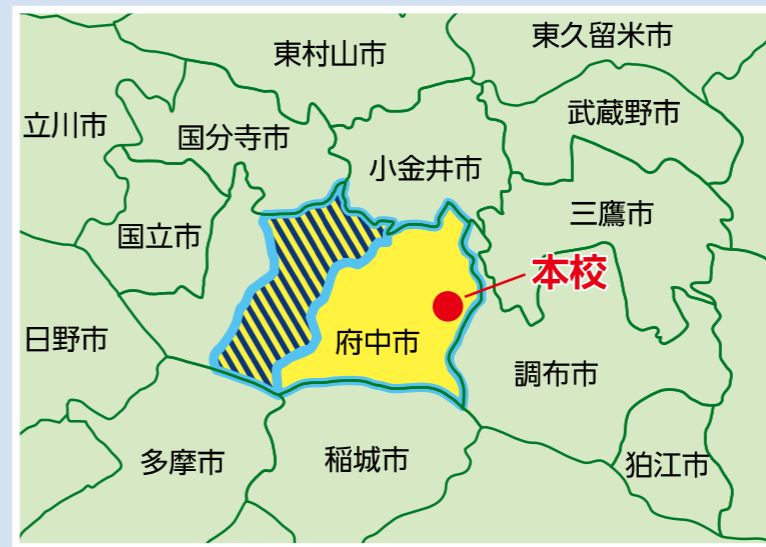 東久留米市
東村山市
武蔵野市
立川市
国分寺市
小金井市
三鷹市
国立市
本校
日野市
府中市
調布市
多摩市
稲城市
狛江市